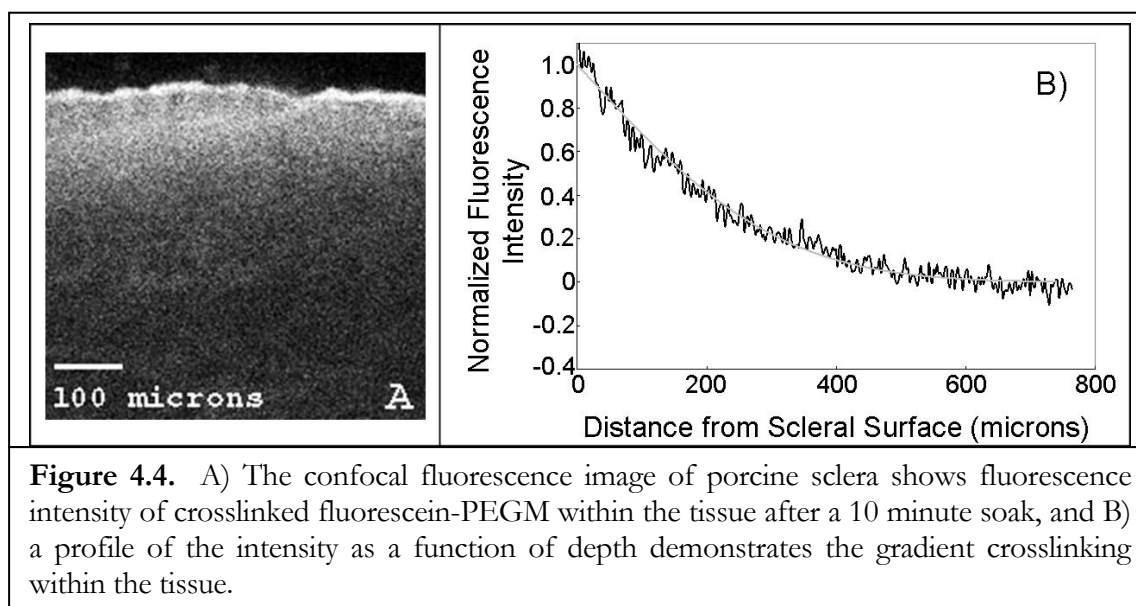 100 microns
A
B)
Normalized Fluorescence
Intensity
1.0
0.8
0.6
0.4
0.2
0
-0.2
-0.4
0
200
400
600
800
Distance from Scleral Surface (microns)
Figure 4.4. A) The confocal fluorescence image of porcine sclera shows fluorescence
intensity of crosslinked fluorescein-PEGM within the tissue after a 10 minute soak, and B)
a profile of the intensity as a function of depth demonstrates the gradient crosslinking
within the tissue.